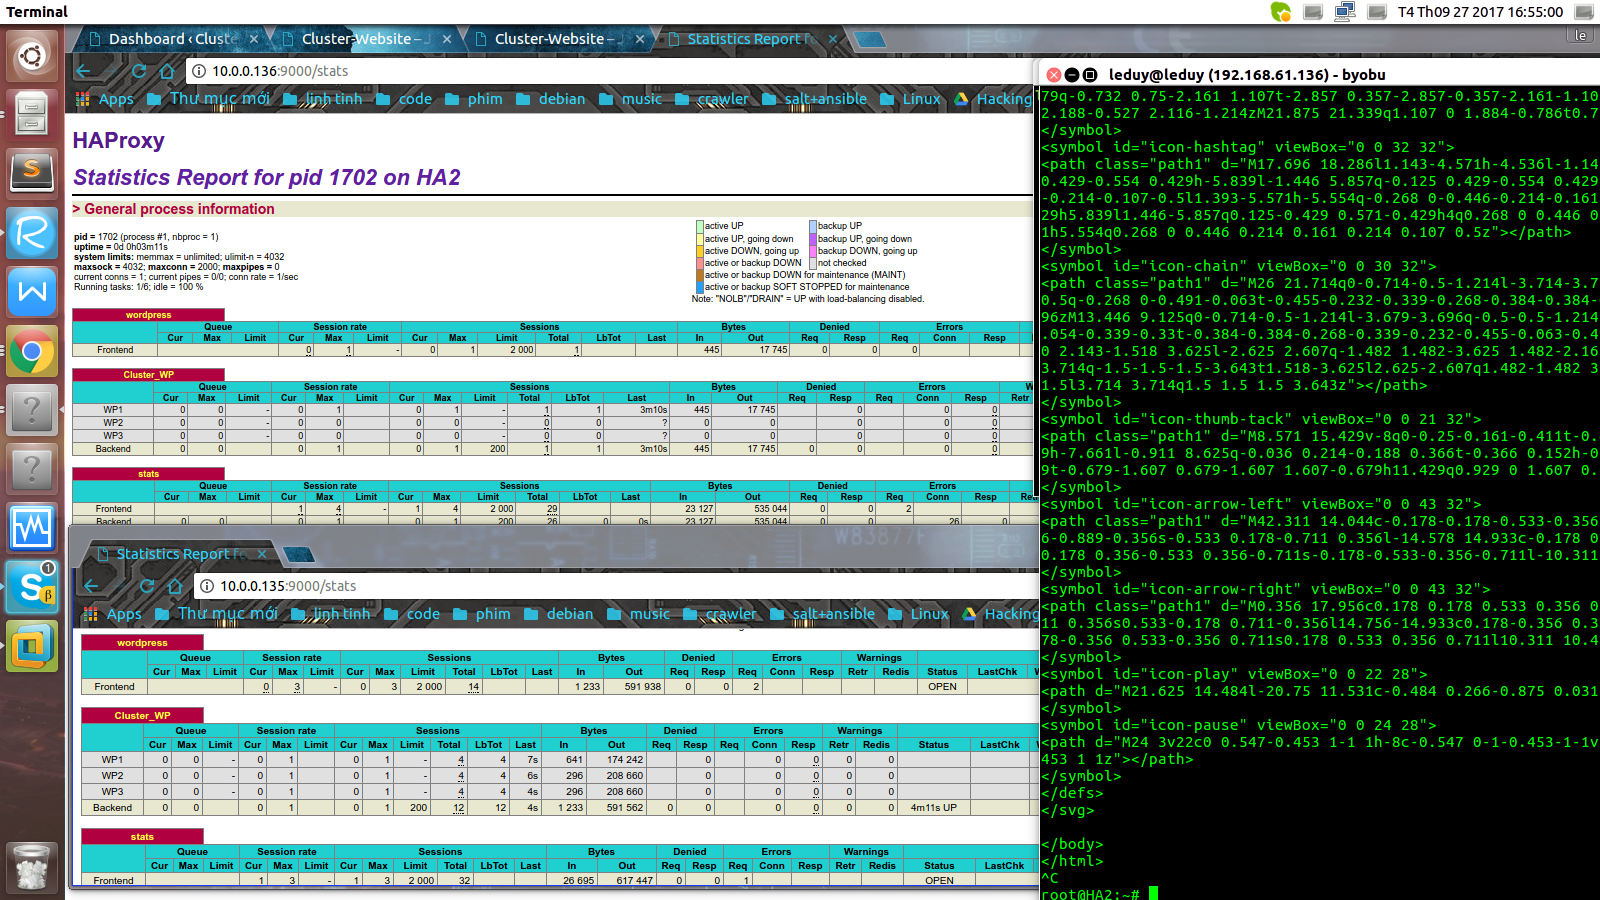 Terminal
T4 Th09 27 2017 16:55:00
Dashboard ‹ Cluste
Cluster-Website –
Cluster-Website –
Statistics Report f
le
10.0.0.136:9000/stats
Apps Thư mục mới linh tinh code phim debian music crawler salt+ansible Linux Hacking
HAProxy
Statistics Report for pid 1702 on HA2
> General process information
pid = 1702 (process #1, nbproc = 1)
uptime = 0d 0h03m11s
system limits: memmax = unlimited; ulimit-n = 4032
maxsock = 4032; maxconn = 2000; maxpipes = 0
current conns = 1; current pipes = 0/0; conn rate = 1/sec
Running tasks: 1/6; idle = 100 %
active UP backup UP
active UP, going down backup UP, going down
active DOWN, going up backup DOWN, going up
active or backup DOWN not checked
active or backup DOWN for maintenance (MAINT)
active or backup SOFT STOPPED for maintenance
Note: "NOLB"/"DRAIN" = UP with load-balancing disabled.
wordpress
Queue Session rate Sessions Bytes Denied Errors
Cur Max Limit Cur Max Limit Cur Max Limit Total LbTot Last In Out Req Resp Req Conn Resp
Frontend 0 1 - 0 1 2 000 1 445 17 745 0 0 0
Cluster_WP
Queue Session rate Sessions Bytes Denied Errors W
Cur Max Limit Cur Max Limit Cur Max Limit Total LbTot Last In Out Req Resp Req Conn Resp Retr
WP1 0 0 - 0 1 0 1 - 1 1 3m10s 445 17 745 0 0 0
WP2 0 0 - 0 0 0 0 - 0 0 ? 0 0 0 0 0
WP3 0 0 - 0 0 0 0 - 0 0 ? 0 0 0 0 0
Backend 0 0 0 1 0 1 200 1 1 3m10s 445 17 745 0 0 0 0
stats
Queue Session rate Sessions Bytes Denied Errors
Cur Max Limit Cur Max Limit Cur Max Limit Total LbTot Last In Out Req Resp Req Conn Resp Re
Frontend 1 4 - 1 4 2 000 29 23 127 535 044 0 0 2
Backend 0 0 0 1 0 1 200 26 0 0s 23 127 535 044 0 0 26 0
Statistics Report f
W83877F
10.0.0.135:9000/stats
Apps Thư mục mới linh tinh code phim debian music crawler salt+ansible Linux Hacking
wordpress
Queue Session rate Sessions Bytes Denied Errors Warnings
Cur Max Limit Cur Max Limit Cur Max Limit Total LbTot Last In Out Req Resp Req Conn Resp Retr Redis Status LastChk
Frontend 0 3 - 0 3 2 000 14 1 233 591 938 0 0 2 OPEN
Cluster_WP
Queue Session rate Sessions Bytes Denied Errors Warnings
Cur Max Limit Cur Max Limit Cur Max Limit Total LbTot Last In Out Req Resp Req Conn Resp Retr Redis Status LastChk
WP1 0 0 - 0 1 0 1 - 4 4 7s 641 174 242 0 0 0 0 0
WP2 0 0 - 0 1 0 1 - 4 4 6s 296 208 660 0 0 0 0 0
WP3 0 0 - 0 1 0 1 - 4 4 4s 296 208 660 0 0 0 0 0
Backend 0 0 0 1 0 1 200 12 12 4s 1 233 591 562 0 0 0 0 0 0 4m11s UP
stats
Queue Session rate Sessions Bytes Denied Errors Warnings
Cur Max Limit Cur Max Limit Cur Max Limit Total LbTot Last In Out Req Resp Req Conn Resp Retr Redis Status LastChk
Frontend 1 3 - 1 3 2 000 32 26 695 617 447 0 0 1 OPEN
leduy@leduy (192.168.61.136) - byobu
79q-0.732 0.75-2.161 1.107t-2.857 0.357-2.857-0.357-2.161-1.10
2.188-0.527 2.116-1.214zM21.875 21.339q1.107 0 1.884-0.786t0.7
</symbol>
<symbol id="icon-hashtag" viewBox="0 0 32 32">
<path class="path1" d="M17.696 18.286l1.143-4.571h-4.536l-1.14
0.429-0.554 0.429h-5.839l-1.446 5.857q-0.125 0.429-0.554 0.429
-0.214-0.107-0.5l1.393-5.571h-5.554q-0.268 0-0.446-0.214-0.161
29h5.839l1.446-5.857q0.125-0.429 0.571-0.429h4q0.268 0 0.446 0
1h5.554q0.268 0 0.446 0.214 0.161 0.214 0.107 0.5z"></path>
</symbol>
<symbol id="icon-chain" viewBox="0 0 30 32">
<path class="path1" d="M26 21.714q0-0.714-0.5-1.214l-3.714-3.7
0.5q-0.268 0-0.491-0.063t-0.455-0.232-0.339-0.268-0.384-0.384-
96zM13.446 9.125q0-0.714-0.5-1.214l-3.679-3.696q-0.5-0.5-1.214
.054-0.339-0.33t-0.384-0.384-0.268-0.339-0.232-0.455-0.063-0.4
0 2.143-1.518 3.625l-2.625 2.607q-1.482 1.482-3.625 1.482-2.16
3.714q-1.5-1.5-1.5-3.643t1.518-3.625l2.625-2.607q1.482-1.482 3
1.5l3.714 3.714q1.5 1.5 1.5 3.643z"></path>
</symbol>
<symbol id="icon-thumb-tack" viewBox="0 0 21 32">
<path class="path1" d="M8.571 15.429v-8q0-0.25-0.161-0.411t-0.
9h-7.661l-0.911 8.625q-0.036 0.214-0.188 0.366t-0.366 0.152h-0
9t-0.679-1.607 0.679-1.607 1.607-0.679h11.429q0.929 0 1.607 0.
</symbol>
<symbol id="icon-arrow-left" viewBox="0 0 43 32">
<path class="path1" d="M42.311 14.044c-0.178-0.178-0.533-0.356
6-0.889-0.356s-0.533 0.178-0.711 0.356l-14.578 14.933c-0.178 0
0.178 0.356-0.533 0.356-0.711s-0.178-0.533-0.356-0.711l-10.311
</symbol>
<symbol id="icon-arrow-right" viewBox="0 0 43 32">
<path class="path1" d="M0.356 17.956c0.178 0.178 0.533 0.356 0
11 0.356s0.533-0.178 0.711-0.356l14.756-14.933c0.178-0.356 0.3
78-0.356 0.533-0.356 0.711s0.178 0.533 0.356 0.711l10.311 10.4
</symbol>
<symbol id="icon-play" viewBox="0 0 22 28">
<path d="M21.625 14.484l-20.75 11.531c-0.484 0.266-0.875 0.031
</symbol>
<symbol id="icon-pause" viewBox="0 0 24 28">
<path d="M24 3v22c0 0.547-0.453 1-1 1h-8c-0.547 0-1-0.453-1-1v
453 1 1z"></path>
</symbol>
</defs>
</svg>
</body>
</html>
^C
root@HA2:~#